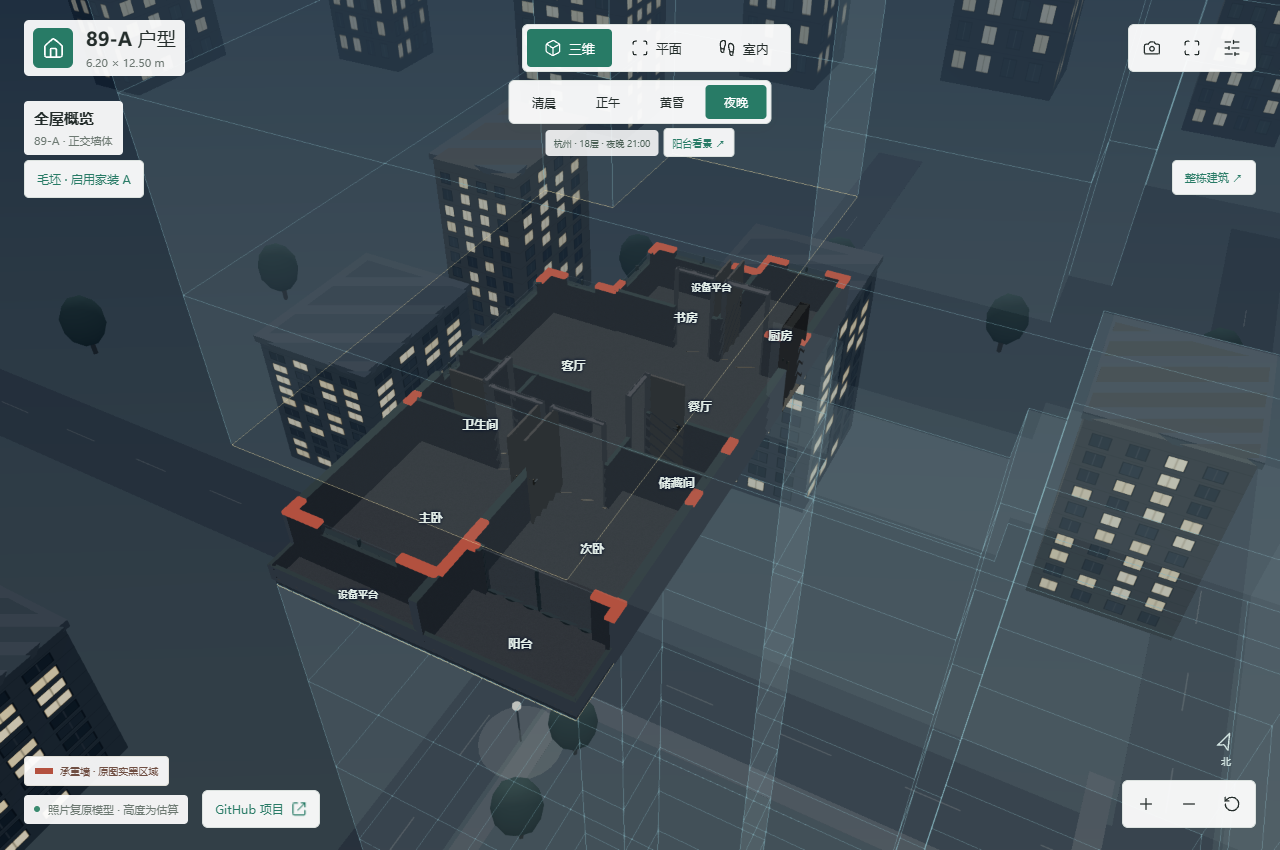 89-A 户型
6.20 × 12.50 m
三维
平面
室内
清晨
正午
黄昏
夜晚
杭州 · 18层 · 夜晚 21:00
阳台看景 ↗
全屋概览
89-A · 正交墙体
毛坯 · 启用家装 A
整栋建筑 ↗
设备平台
书房
厨房
客厅
餐厅
卫生间
储藏间
主卧
次卧
设备平台
阳台
北
承重墙 · 原图实黑区域
照片复原模型 · 高度为估算
GitHub 项目